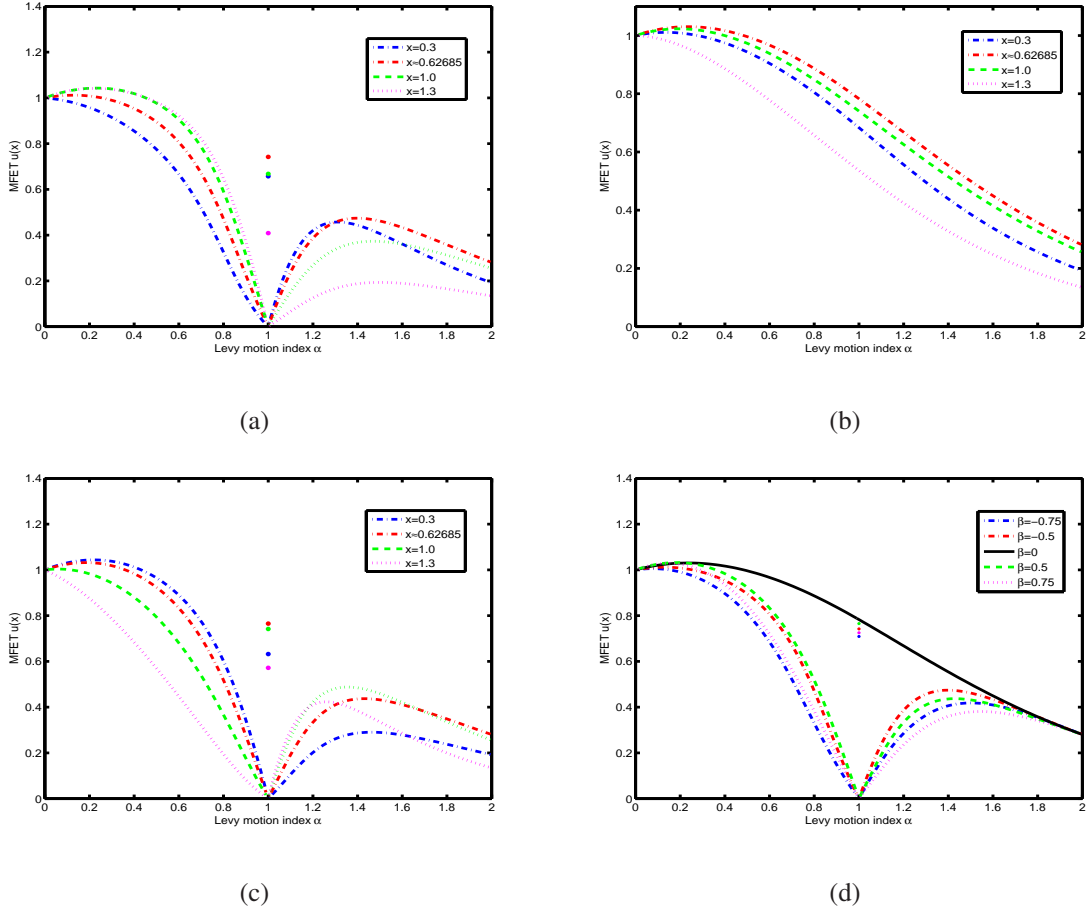 1.4
1.2
1
0.8
0.6
0.4
0.2
0
MFET u(x)
x=0.3
x≈0.62685
x=1.0
x=1.3
0 0.2 0.4 0.6 0.8 1 1.2 1.4 1.6 1.8 2
Levy motion index α
(a)
1
0.8
0.6
0.4
0.2
0
MFET u(x)
x=0.3
x≈0.62685
x=1.0
x=1.3
0 0.2 0.4 0.6 0.8 1 1.2 1.4 1.6 1.8 2
Levy motion index α
(b)
1.4
1.2
1
0.8
0.6
0.4
0.2
0
MFET u(x)
x=0.3
x≈0.62685
x=1.0
x=1.3
0 0.2 0.4 0.6 0.8 1 1.2 1.4 1.6 1.8 2
Levy motion index α
(c)
1.4
1.2
1
0.8
0.6
0.4
0.2
0
MFET u(x)
β=−0.75
β=−0.5
β=0
β=0.5
β=0.75
0 0.2 0.4 0.6 0.8 1 1.2 1.4 1.6 1.8 2
Levy motion index α
(d)